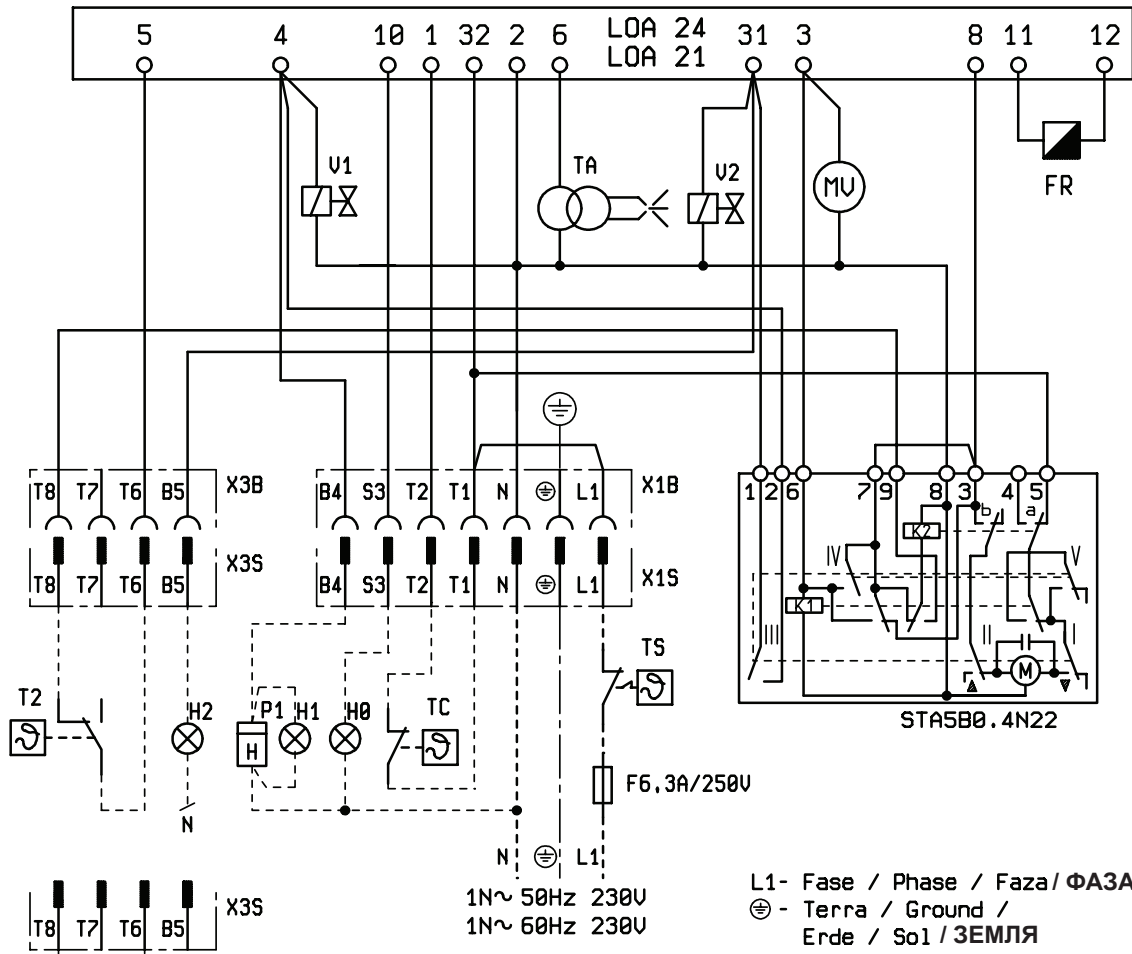 LOA 24
5 4 10 1 32 2 6 LOA 21 31 3 8 11 12
V1 TA V2 MV FR
T8 T7 T6 B5 X3B
B4 S3 T2 T1 N L1 X1B
T8 T7 T6 B5 X3S
B4 S3 T2 T1 N L1 X1S
1 2 6 7 9 8 3 4 5
b a
K2
IV V
K1
III II I
M
STA5B0.4N22
T2 H2 P1 H1 H0 TC TS
H
N
F6,3A/250V
N L1
1N~ 50Hz 230V
1N~ 60Hz 230V
T8 T7 T6 B5 X3S
L1- Fase / Phase / Faza / ФАЗА
- Terra / Ground /
Erde / Sol / ЗЕМЛЯ